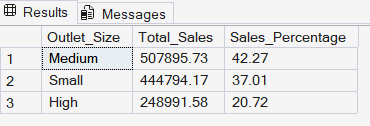 Results Messages
Outlet_Size Total_Sales Sales_Percentage
1 Medium 507895.73 42.27
2 Small 444794.17 37.01
3 High 248991.58 20.72